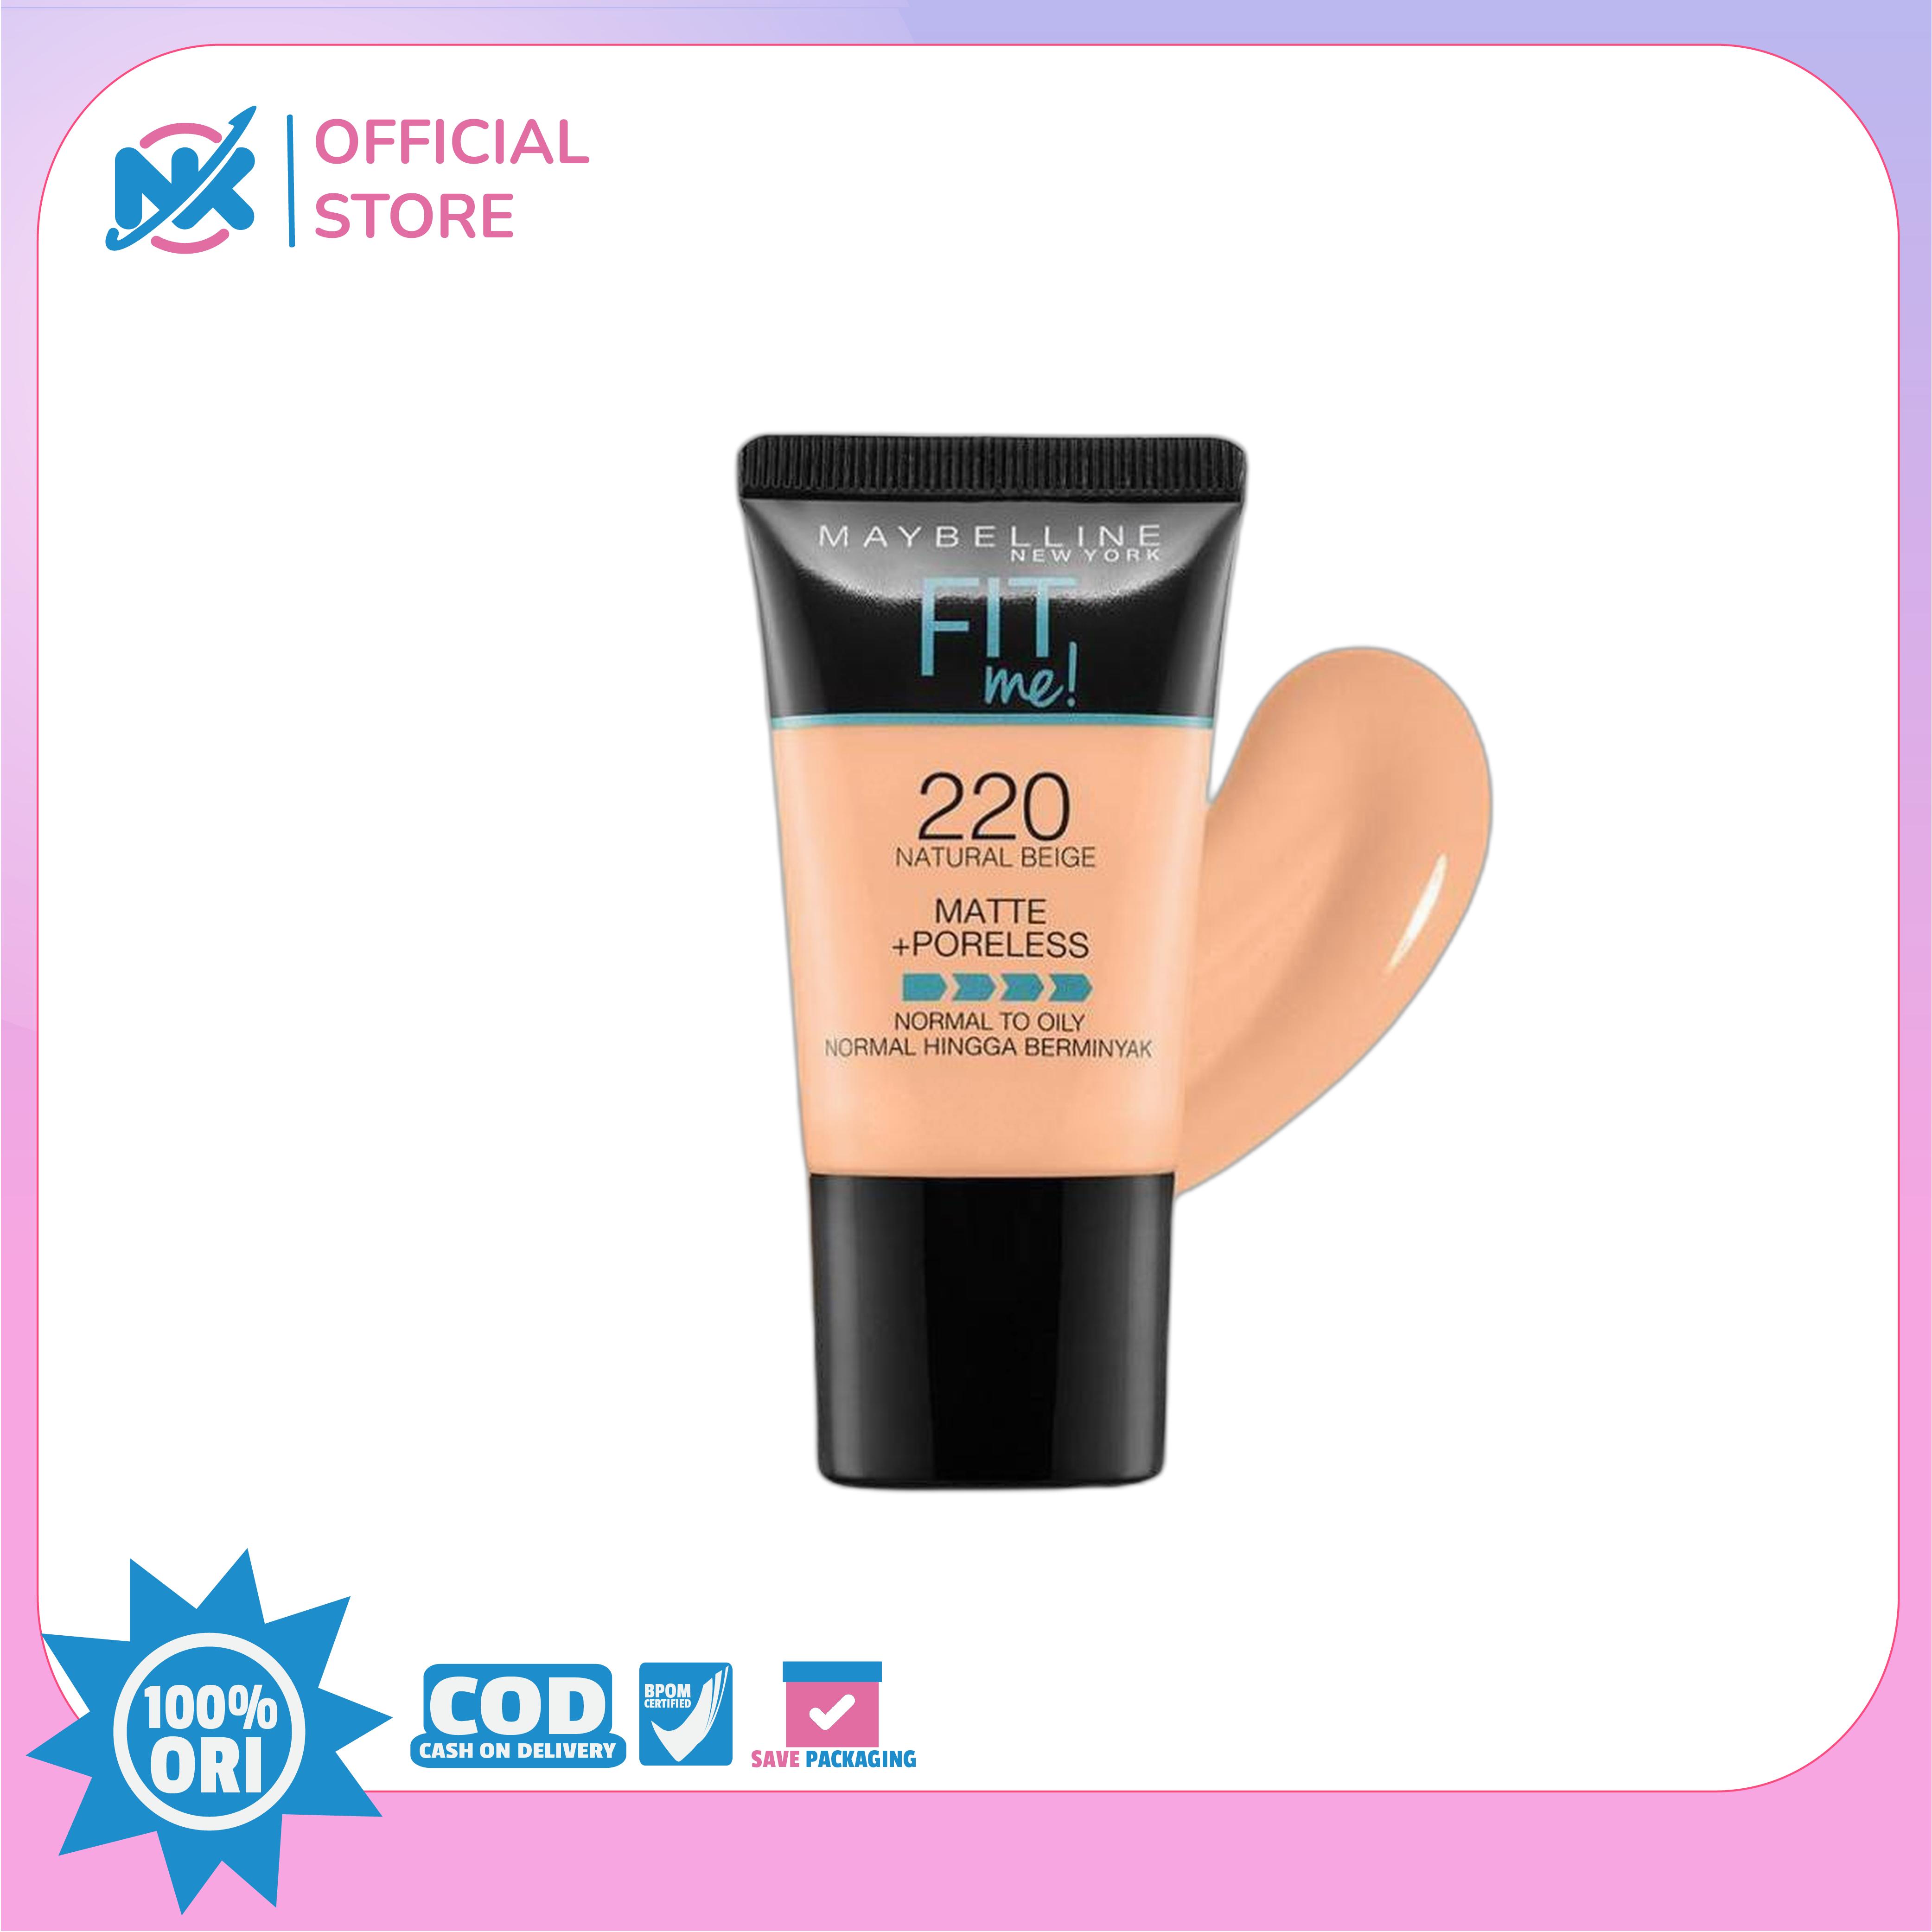 NK
OFFICIAL
STORE
MAYBELLINE
NEW YORK
FIT
me!
220
NATURAL BEIGE
MATTE
+PORELESS
NORMAL TO OILY
NORMAL HINGGA BERMINYAK
100%
ORI
COD
CASH ON DELIVERY
BPOM
CERTIFIED
SAVE PACKAGING